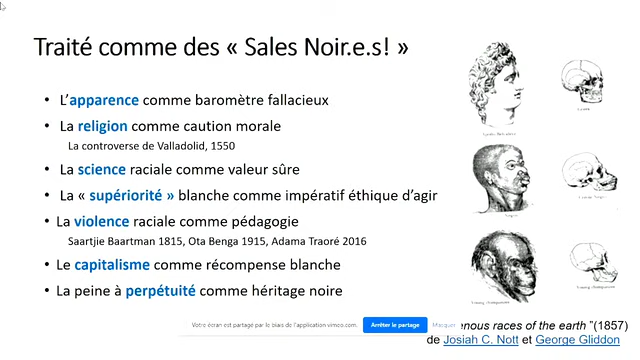 Traité comme des « Sales Noir.e.s! »
• L'apparence comme baromètre fallacieux
• La religion comme caution morale
La controverse de Valladolid, 1550
• La science raciale comme valeur sûre
• La « supériorité » blanche comme impératif éthique d'agir
• La violence raciale comme pédagogie
Saartjie Baartman 1815, Ota Benga 1915, Adama Traoré 2016
• Le capitalisme comme récompense blanche
• La peine à perpétuité comme héritage noire
Votre écran est partagé par le biais de l'application vimeo.com. Arrêter le partage Masquer
enous races of the earth ”(1857)
de Josiah C. Nott et George Gliddon